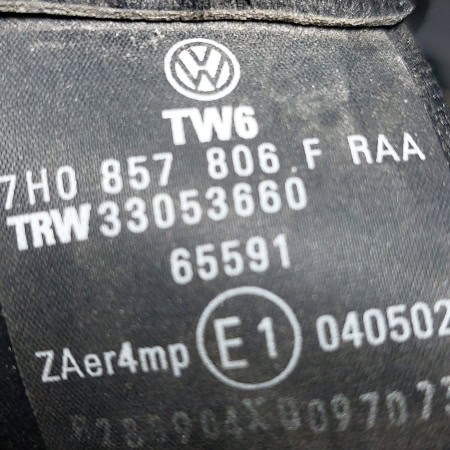 TW6
7H0 857 806 F RAA
TRW 33053660
65591
ZAer4mp E1 040502